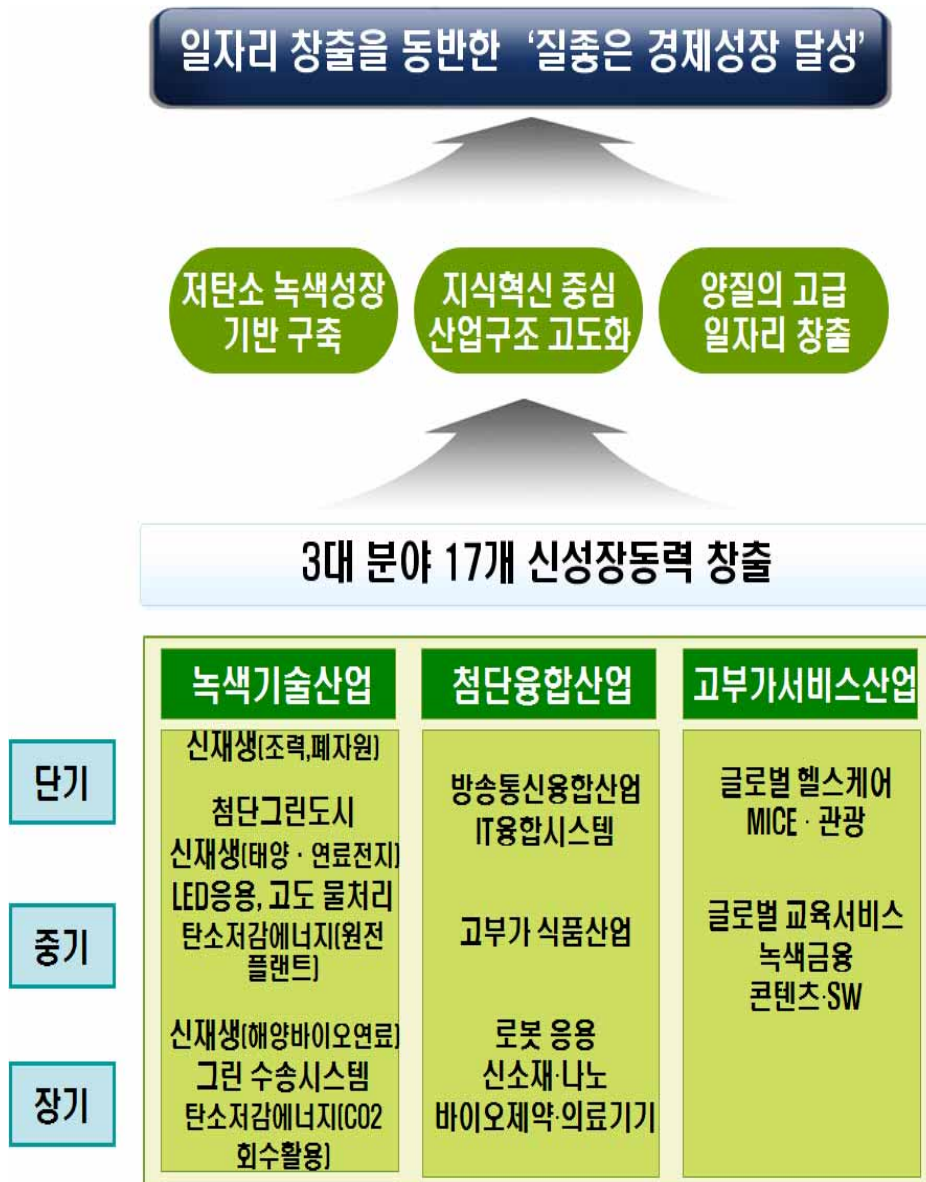 일자리 창출을 동반한 ‘질좋은 경제성장 달성’
저탄소 녹색성장
기반 구축
지식혁신 중심
산업구조 고도화
양질의 고급
일자리 창출
3대 분야 17개 신성장동력 창출
녹색기술산업
첨단융합산업
고부가서비스산업
단기
신재생(조력,폐자원)
첨단그린도시
방송통신융합산업
IT융합시스템
글로벌 헬스케어
MICE·관광
중기
신재생(태양·연료전지)
LED응용, 고도 물처리
탄소저감에너지(원전
플랜트)
고부가 식품산업
글로벌 교육서비스
녹색금융
콘텐츠·SW
장기
신재생(해양바이오연료)
그린 수송시스템
탄소저감에너지(CO2
회수활용)
로봇 응용
신소재·나노
바이오제약·의료기기